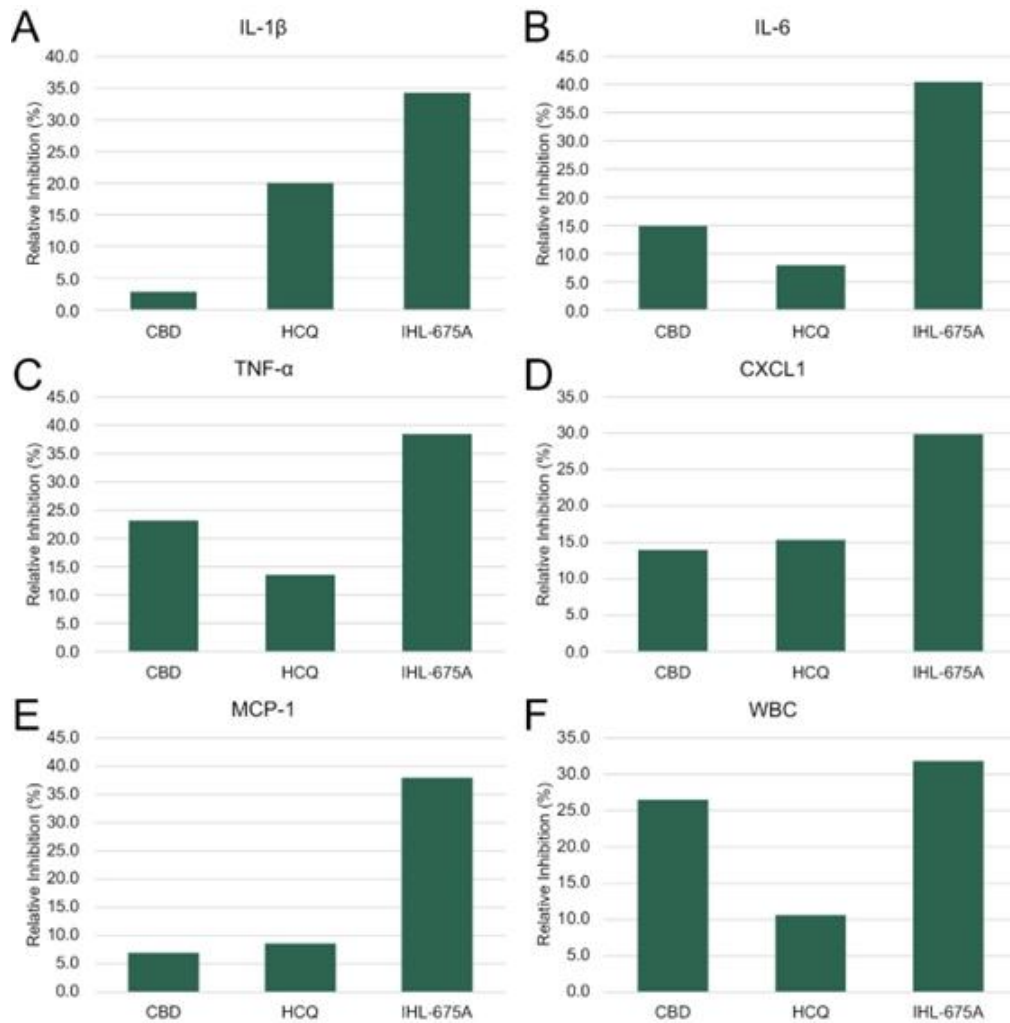 A
IL-1β
Relative Inhibition (%)
40.0
35.0
30.0
25.0
20.0
15.0
10.0
5.0
0.0
CBD HCQ IHL-675A
B
IL-6
Relative Inhibition (%)
45.0
40.0
35.0
30.0
25.0
20.0
15.0
10.0
5.0
0.0
CBD HCQ IHL-675A
C
TNF-α
Relative Inhibition (%)
45.0
40.0
35.0
30.0
25.0
20.0
15.0
10.0
5.0
0.0
CBD HCQ IHL-675A
D
CXCL1
Relative Inhibition (%)
35.0
30.0
25.0
20.0
15.0
10.0
5.0
0.0
CBD HCQ IHL-675A
E
MCP-1
Relative Inhibition (%)
45.0
40.0
35.0
30.0
25.0
20.0
15.0
10.0
5.0
0.0
CBD HCQ IHL-675A
F
WBC
Relative Inhibition (%)
35.0
30.0
25.0
20.0
15.0
10.0
5.0
0.0
CBD HCQ IHL-675A